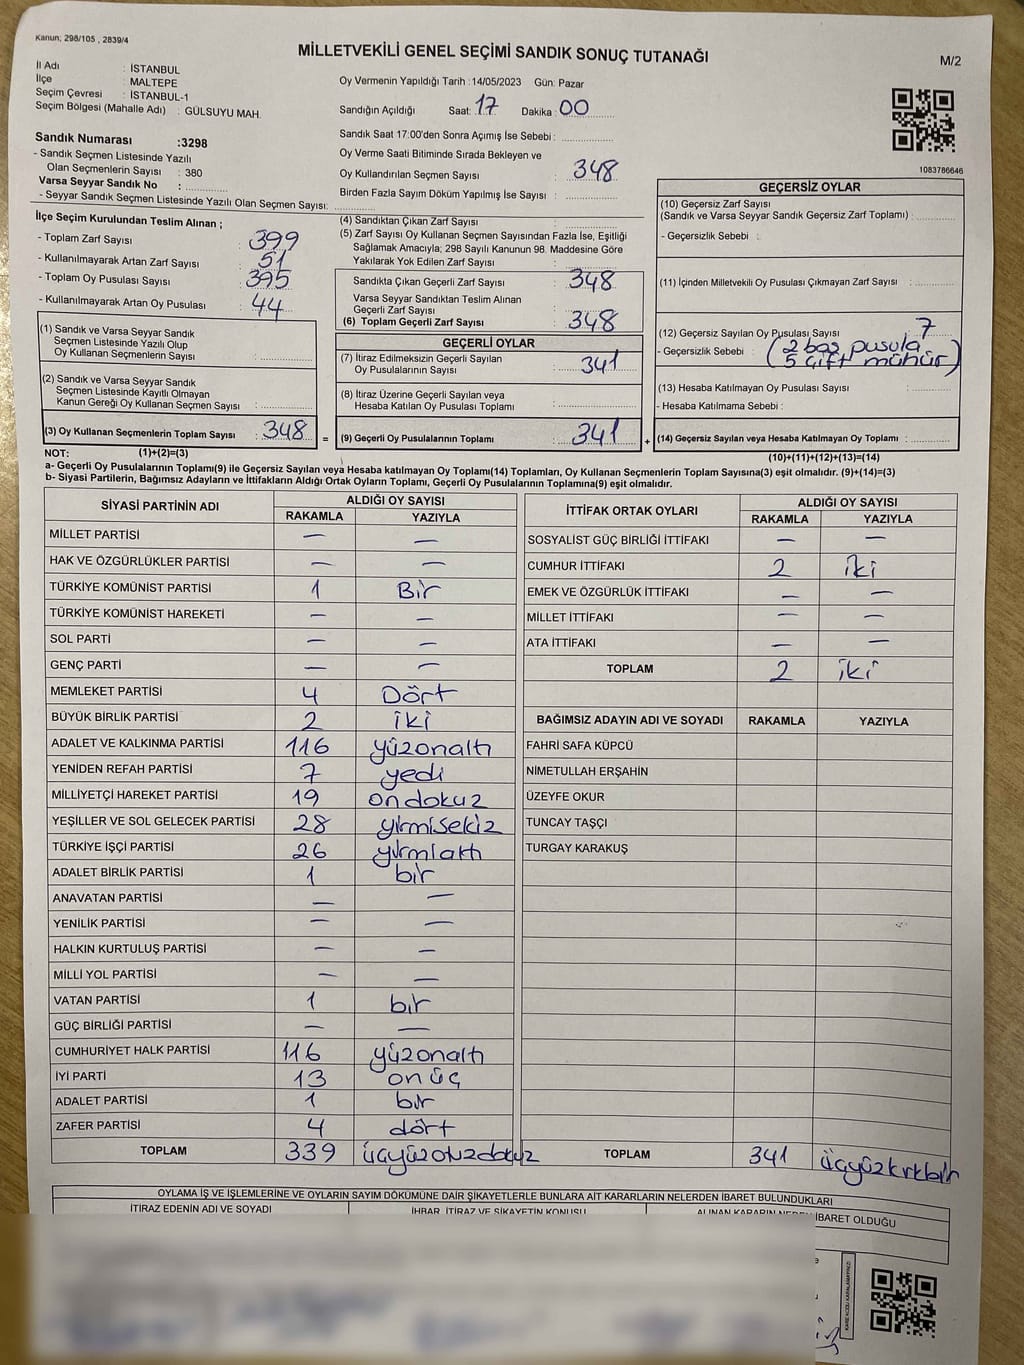 Kanun; 298/105 , 2839/4
MİLLETVEKİLİ GENEL SEÇİMİ SANDIK SONUÇ TUTANAĞI
M/2
İl Adı : İSTANBUL
İlçe : MALTEPE
Seçim Çevresi : İSTANBUL-1
Seçim Bölgesi (Mahalle Adı) : GÜLSUYU MAH.
Oy Vermenin Yapıldığı Tarih :14/05/2023 Gün: Pazar
Sandığın Açıldığı Saat: 17 Dakika : 00
Sandık Saat 17:00'den Sonra Açımış İse Sebebi :
Oy Verme Saati Bitiminde Sırada Bekleyen ve
Oy Kullandırılan Seçmen Sayısı : 348
Birden Fazla Sayım Döküm Yapılmış İse Sayısı :
1083786646
Sandık Numarası :3298
- Sandık Seçmen Listesinde Yazılı
Olan Seçmenlerin Sayısı : 380
Varsa Seyyar Sandık No :
- Seyyar Sandık Seçmen Listesinde Yazılı Olan Seçmen Sayısı:
İlçe Seçim Kurulundan Teslim Alınan ;
- Toplam Zarf Sayısı : 399
- Kullanılmayarak Artan Zarf Sayısı : 51
- Toplam Oy Pusulası Sayısı : 395
- Kullanılmayarak Artan Oy Pusulası : 44
(1) Sandık ve Varsa Seyyar Sandık
Seçmen Listesinde Yazılı Olup
Oy Kullanan Seçmenlerin Sayısı :
(2) Sandık ve Varsa Seyyar Sandık
Seçmen Listesinde Kayıtlı Olmayan
Kanun Gereği Oy Kullanan Seçmen Sayısı :
(3) Oy Kullanan Seçmenlerin Toplam Sayısı : 348 =
(1)+(2)=(3)
(4) Sandıktan Çıkan Zarf Sayısı :
(5) Zarf Sayısı Oy Kullanan Seçmen Sayısından Fazla İse, Eşitliği
Sağlamak Amacıyla; 298 Sayılı Kanunun 98. Maddesine Göre
Yakılarak Yok Edilen Zarf Sayısı :
Sandıkta Çıkan Geçerli Zarf Sayısı : 348
Varsa Seyyar Sandıktan Teslim Alınan
Geçerli Zarf Sayısı :
(6) Toplam Geçerli Zarf Sayısı : 348
GEÇERLİ OYLAR
(7) İtiraz Edilmeksizin Geçerli Sayılan
Oy Pusulalarının Sayısı : 341
(8) İtiraz Üzerine Geçerli Sayılan veya
Hesaba Katılan Oy Pusulası Toplamı :
(9) Geçerli Oy Pusulalarının Toplamı : 341 +
GEÇERSİZ OYLAR
(10) Geçersiz Zarf Sayısı
(Sandık ve Varsa Seyyar Sandık Geçersiz Zarf Toplamı) :
- Geçersizlik Sebebi :
(11) İçinden Milletvekili Oy Pusulası Çıkmayan Zarf Sayısı :
(12) Geçersiz Sayılan Oy Pusulası Sayısı : 7
- Geçersizlik Sebebi : (2 boş pusula
5 Çift mühür)
(13) Hesaba Katılmayan Oy Pusulası Sayısı :
- Hesaba Katılmama Sebebi :
(14) Geçersiz Sayılan veya Hesaba Katılmayan Oy Toplamı :
(10)+(11)+(12)+(13)=(14)
NOT:
a- Geçerli Oy Pusulalarının Toplamı(9) ile Geçersiz Sayılan veya Hesaba katılmayan Oy Toplamı(14) Toplamları, Oy Kullanan Seçmenlerin Toplam Sayısına(3) eşit olmalıdır. (9)+(14)=(3)
b- Siyasi Partilerin, Bağımsız Adayların ve İttifakların Aldığı Ortak Oyların Toplamı, Geçerli Oy Pusulalarının Toplamına(9) eşit olmalıdır.
SİYASİ PARTİNİN ADI ALDIĞI OY SAYISI
RAKAMLA YAZIYLA
MİLLET PARTİSİ — —
HAK VE ÖZGÜRLÜKLER PARTİSİ — —
TÜRKİYE KOMÜNİST PARTİSİ 1 Bir
TÜRKİYE KOMÜNİST HAREKETİ — —
SOL PARTİ — —
GENÇ PARTİ — —
MEMLEKET PARTİSİ 4 Dört
BÜYÜK BİRLİK PARTİSİ 2 iki
ADALET VE KALKINMA PARTİSİ 116 yüzonaltı
YENİDEN REFAH PARTİSİ 7 yedi
MİLLİYETÇİ HAREKET PARTİSİ 19 ondokuz
YEŞİLLER VE SOL GELECEK PARTİSİ 28 yirmisekiz
TÜRKİYE İŞÇİ PARTİSİ 26 yirmialtı
ADALET BİRLİK PARTİSİ 1 bir
ANAVATAN PARTİSİ — —
YENİLİK PARTİSİ — —
HALKIN KURTULUŞ PARTİSİ — —
MİLLİ YOL PARTİSİ — —
VATAN PARTİSİ 1 bir
GÜÇ BİRLİĞİ PARTİSİ — —
CUMHURİYET HALK PARTİSİ 116 yüzonaltı
İYİ PARTİ 13 onüç
ADALET PARTİSİ 1 bir
ZAFER PARTİSİ 4 dört
TOPLAM 339 üçyüzotuzdokuz
İTTİFAK ORTAK OYLARI ALDIĞI OY SAYISI
RAKAMLA YAZIYLA
SOSYALİST GÜÇ BİRLİĞİ İTTİFAKI — —
CUMHUR İTTİFAKI 2 iki
EMEK VE ÖZGÜRLÜK İTTİFAKI — —
MİLLET İTTİFAKI — —
ATA İTTİFAKI — —
TOPLAM 2 iki
BAĞIMSIZ ADAYIN ADI VE SOYADI RAKAMLA YAZIYLA
FAHRİ SAFA KÜPCÜ
NİMETULLAH ERŞAHİN
ÜZEYFE OKUR
TUNCAY TAŞÇI
TURGAY KARAKUŞ
TOPLAM 341 üçyüzkırkbir
OYLAMA İŞ VE İŞLEMLERİNE VE OYLARIN SAYIM DÖKÜMÜNE DAİR ŞİKAYETLERLE BUNLARA AİT KARARLARIN NELERDEN İBARET BULUNDUKLARI
İTİRAZ EDENİN ADI VE SOYADI İHBAR, İTİRAZ VE ŞİKAYETİN KONUSU ALINAN KARARIN NEDEN İBARET OLDUĞU